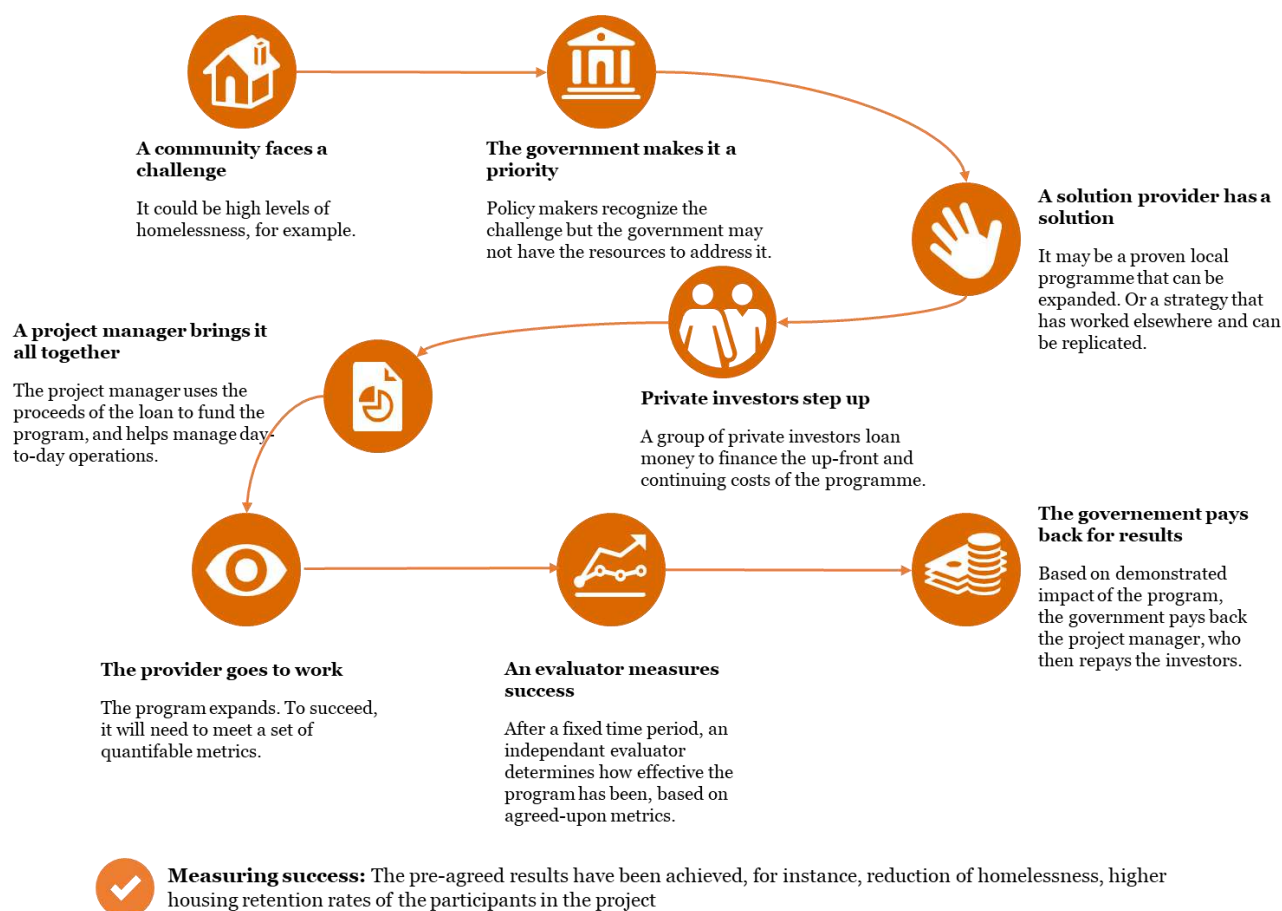 A community faces a
challenge
It could be high levels of
homelessness, for example.
The government makes it a
priority
Policy makers recognize the
challenge but the government may
not have the resources to address it.
A solution provider has a
solution
It may be a proven local
programme that can be
expanded. Or a strategy that
has worked elsewhere and can
be replicated.
Private investors step up
A group of private investors loan
money to finance the up-front and
continuing costs of the programme.
A project manager brings it
all together
The project manager uses the
proceeds of the loan to fund the
program, and helps manage day-
to-day operations.
The provider goes to work
The program expands. To succeed,
it will need to meet a set of
quantifable metrics.
An evaluator measures
success
After a fixed time period, an
independant evaluator
determines how effective the
program has been, based on
agreed-upon metrics.
The governement pays
back for results
Based on demonstrated
impact of the program,
the government pays back
the project manager, who
then repays the investors.
Measuring success: The pre-agreed results have been achieved, for instance, reduction of homelessness, higher
housing retention rates of the participants in the project